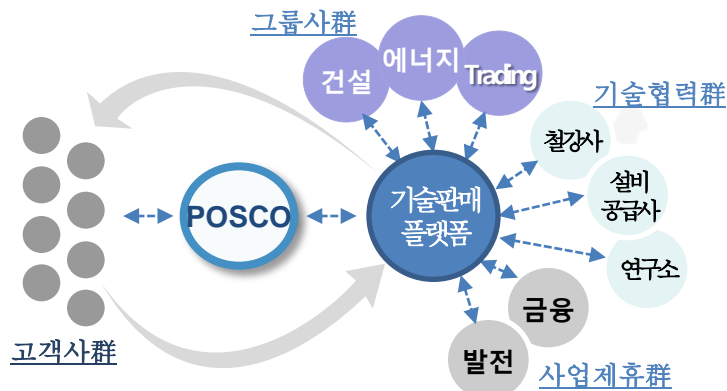 그룹사群
건설
에너지
Trading
기술협력群
철강사
설비
공급사
연구소
POSCO
기술판매
플랫폼
금융
발전
고객사群
사업제휴群